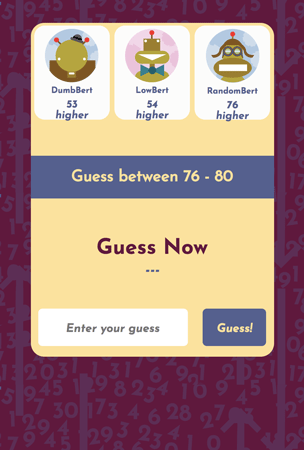 DumbBert
53
higher
LowBert
54
higher
RandomBert
76
higher
Guess between 76 - 80
Guess Now
---
Enter your guess
Guess!